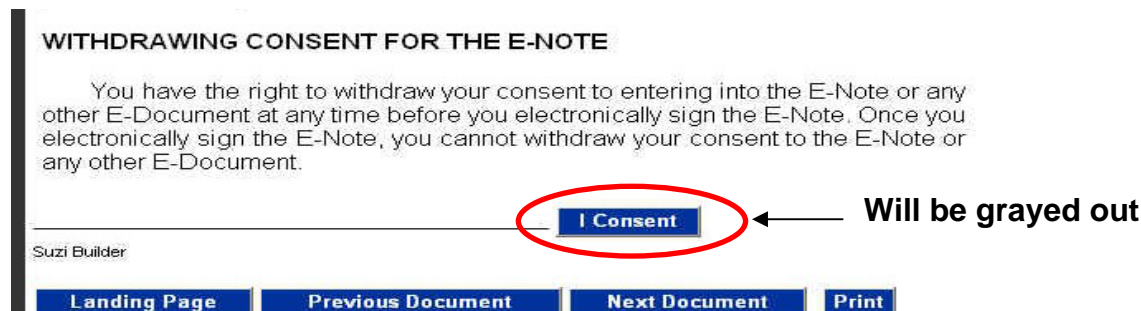 WITHDRAWING CONSENT FOR THE E-NOTE
You have the right to withdraw your consent to entering into the E-Note or any
other E-Document at any time before you electronically sign the E-Note. Once you
electronically sign the E-Note, you cannot withdraw your consent to the E-Note or
any other E-Document.
I Consent Will be grayed out
Suzi Builder
Landing Page Previous Document Next Document Print